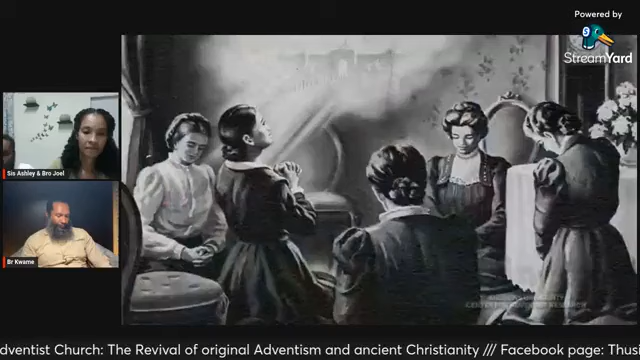 Powered by
StreamYard
Sis Ashley & Bro Joel
Br Kwame
dventist Church: The Revival of original Adventism and ancient Christianity /// Facebook page: Thus